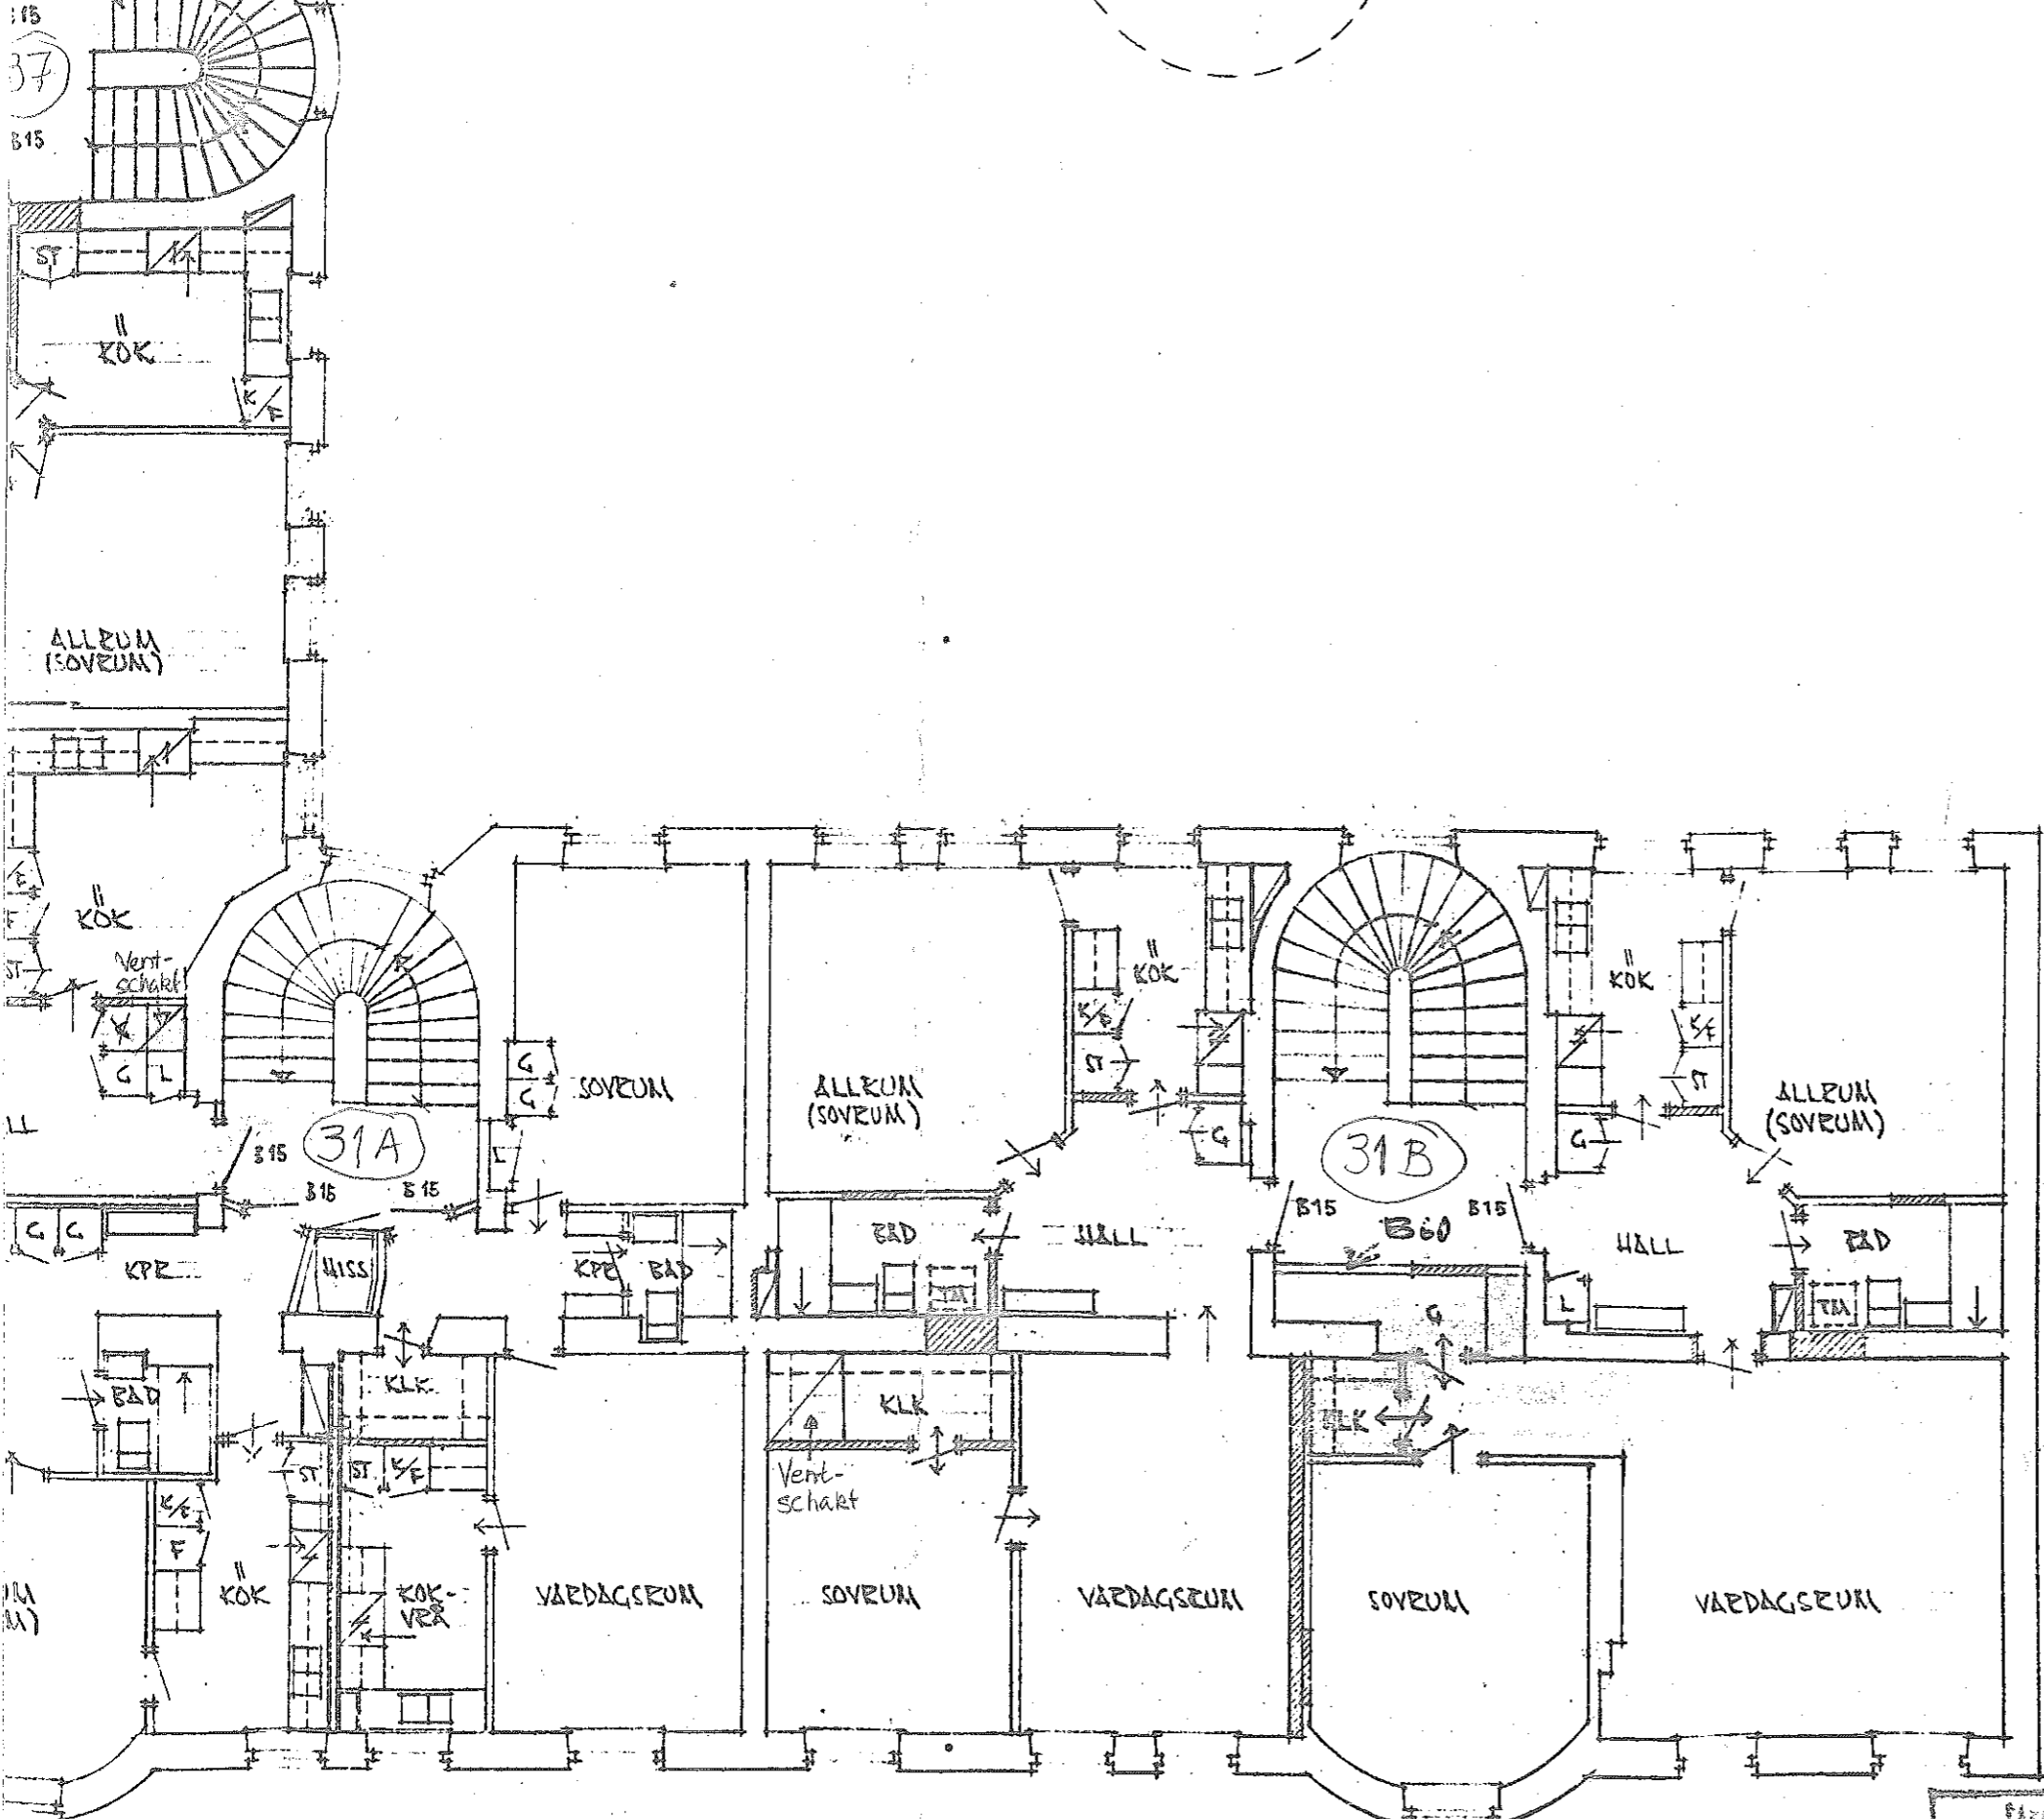 B15
ST
KÖK
K/F
ALLRUM
(SOVRUM)
KÖK
F
ST
Vent-
schakt
G
L
31A
B15
B15
B15
G
G
L
SOVRUM
ALLRUM
(SOVRUM)
KÖK
ST
G
31B
B15
B60
B15
KÖK
K/F
ST
G
ALLRUM
(SOVRUM)
G
G
KPR
HISS
KPR
BAD
BAD
TM
HALL
G
L
HALL
TM
BAD
BAD
KLK
ST
ST
K/F
KLK
Vent-
schakt
KLK
K/F
F
KÖK
KOK-
VRÅ
VARDAGSRUM
SOVRUM
VARDAGSRUM
SOVRUM
VARDAGSRUM